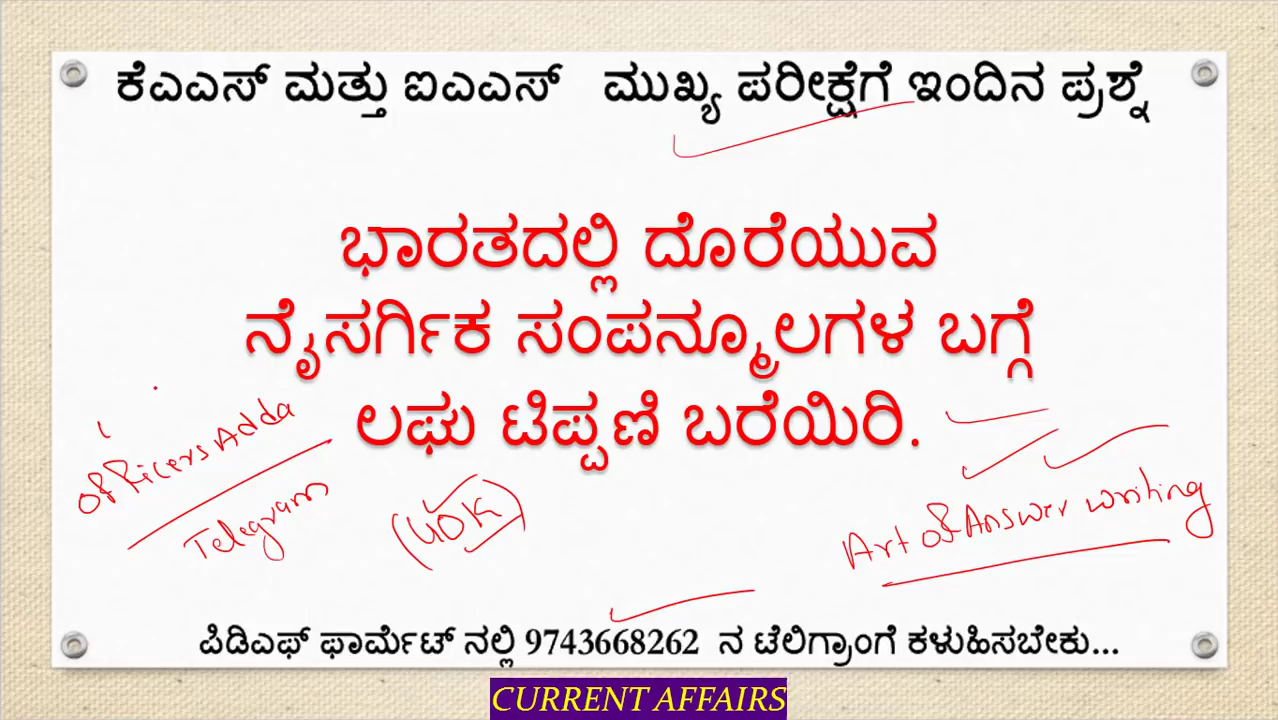 ಕೆಎಎಸ್ ಮತ್ತು ಐಎಎಸ್ ಮುಖ್ಯ ಪರೀಕ್ಷೆಗೆ ಇಂದಿನ ಪ್ರಶ್ನೆ
ಭಾರತದಲ್ಲಿ ದೊರೆಯುವ
ನೈಸರ್ಗಿಕ ಸಂಪನ್ಮೂಲಗಳ ಬಗ್ಗೆ
ಲಘು ಟಿಪ್ಪಣಿ ಬರೆಯಿರಿ.
Officers Adda
Telegram
(40K)
Art of Answer writing
ಪಿಡಿಎಫ್ ಫಾರ್ಮೆಟ್ ನಲ್ಲಿ 9743668262 ನ ಟೆಲಿಗ್ರಾಂಗೆ ಕಳುಹಿಸಬೇಕು...
CURRENT AFFAIRS